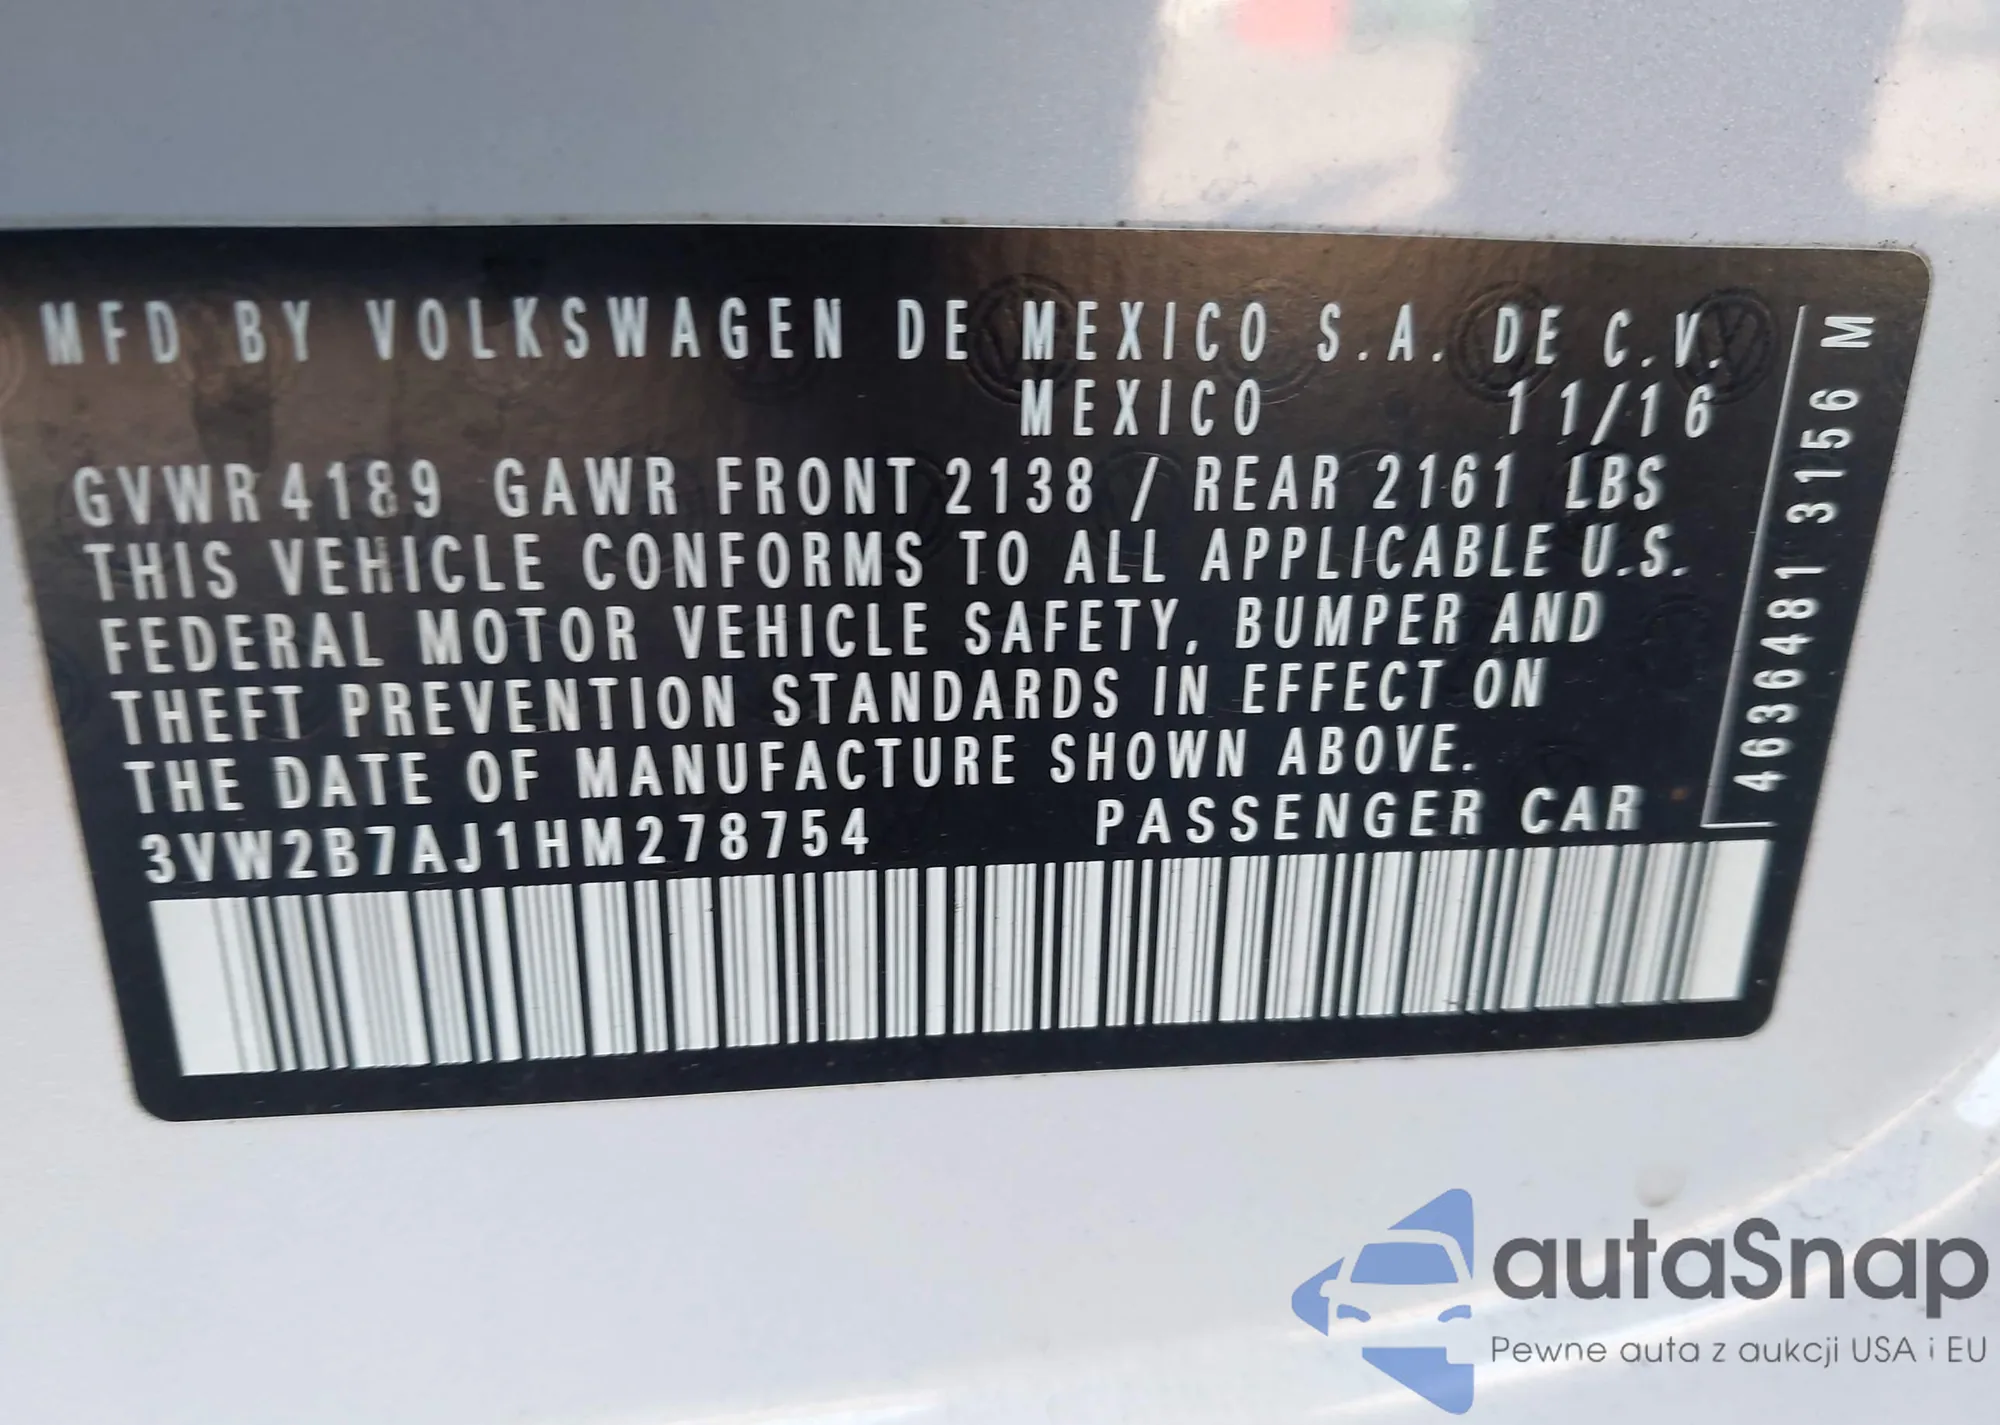 MFD BY VOLKSWAGEN DE MEXICO S.A. DE C.V.
MEXICO 11/16
GVWR 4189 GAWR FRONT 2138 / REAR 2161 LBS
THIS VEHICLE CONFORMS TO ALL APPLICABLE U.S.
FEDERAL MOTOR VEHICLE SAFETY, BUMPER AND
THEFT PREVENTION STANDARDS IN EFFECT ON
THE DATE OF MANUFACTURE SHOWN ABOVE.
3VW2B7AJ1HM278754 PASSENGER CAR
4636481 3156 M
autaSnap
Pewne auta z aukcji USA i EU